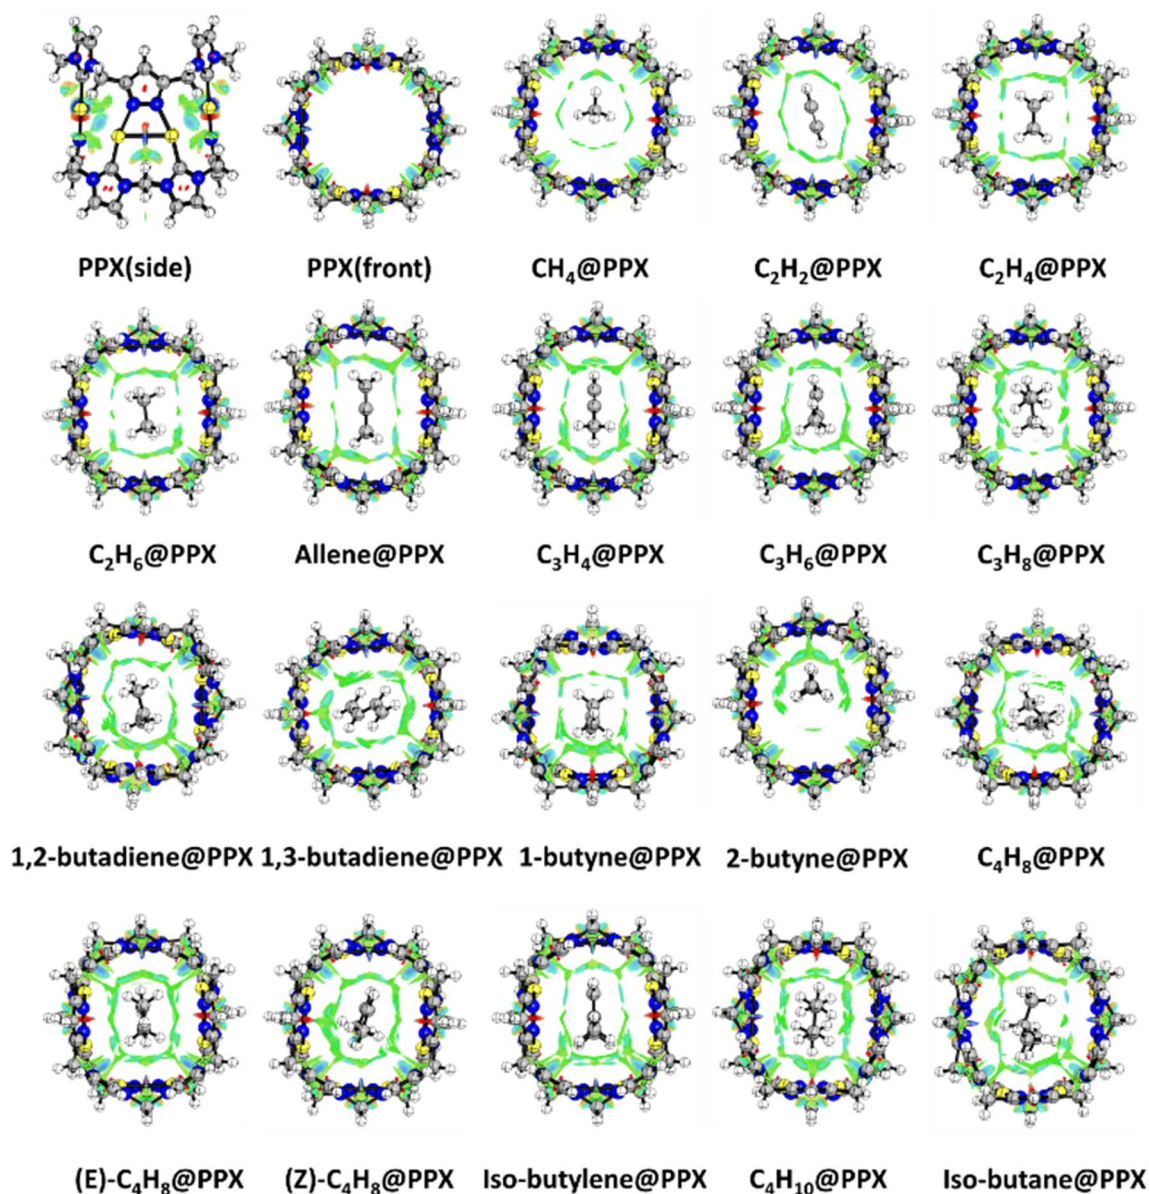 PPX(side) PPX(front) CH₄@PPX C₂H₂@PPX C₂H₄@PPX
C₂H₆@PPX Allene@PPX C₃H₄@PPX C₃H₆@PPX C₃H₈@PPX
1,2-butadiene@PPX 1,3-butadiene@PPX 1-butyne@PPX 2-butyne@PPX C₄H₈@PPX
(E)-C₄H₈@PPX (Z)-C₄H₈@PPX Iso-butylene@PPX C₄H₁₀@PPX Iso-butane@PPX